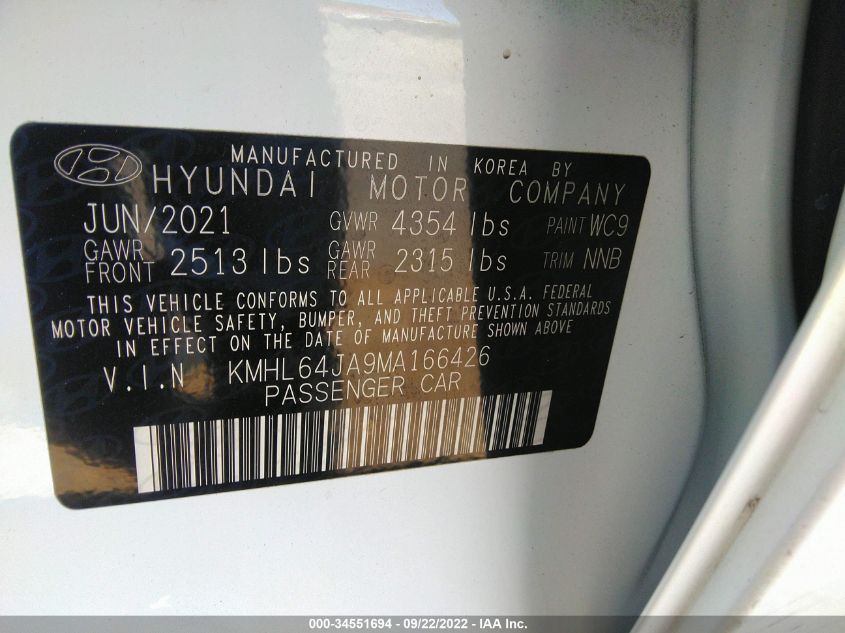 MANUFACTURED IN KOREA BY
HYUNDAI MOTOR COMPANY
JUN/2021 GVWR 4354 lbs PAINT WC9
GAWR FRONT 2513 lbs GAWR REAR 2315 lbs TRIM NNB
THIS VEHICLE CONFORMS TO ALL APPLICABLE U.S.A. FEDERAL
MOTOR VEHICLE SAFETY, BUMPER, AND THEFT PREVENTION STANDARDS
IN EFFECT ON THE DATE OF MANUFACTURE SHOWN ABOVE
V.I.N KMHL64JA9MA166426
PASSENGER CAR
000-34551694 - 09/22/2022 - IAA Inc.